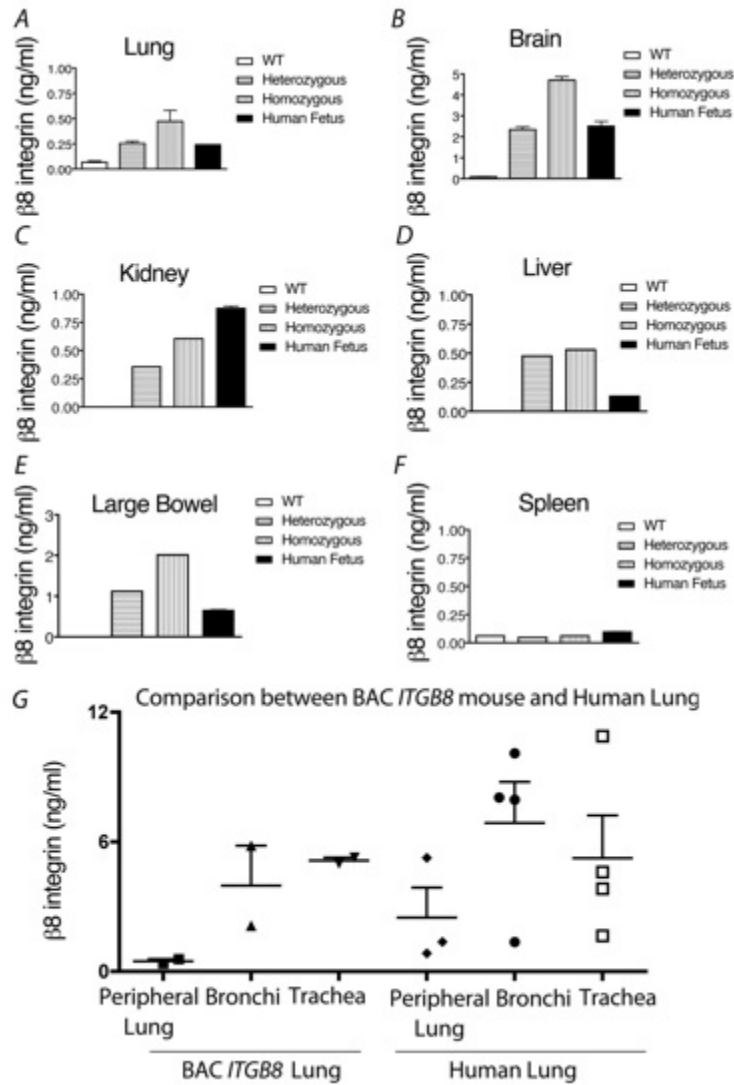 A
Lung
β8 integrin (ng/ml)
1.00
0.75
0.50
0.25
0.00
WT
Heterozygous
Homozygous
Human Fetus
B
Brain
β8 integrin (ng/ml)
5
4
3
2
1
0
WT
Heterozygous
Homozygous
Human Fetus
C
Kidney
β8 integrin (ng/ml)
1.00
0.75
0.50
0.25
0.00
WT
Heterozygous
Homozygous
Human Fetus
D
Liver
β8 integrin (ng/ml)
1.00
0.75
0.50
0.25
0.00
WT
Heterozygous
Homozygous
Human Fetus
E
Large Bowel
β8 integrin (ng/ml)
3
2
1
0
WT
Heterozygous
Homozygous
Human Fetus
F
Spleen
β8 integrin (ng/ml)
1.00
0.75
0.50
0.25
0.00
WT
Heterozygous
Homozygous
Human Fetus
G
Comparison between BAC ITGB8 mouse and Human Lung
β8 integrin (ng/ml)
12
6
0
Peripheral Bronchi Trachea Peripheral Bronchi Trachea
Lung Lung
BAC ITGB8 Lung Human Lung